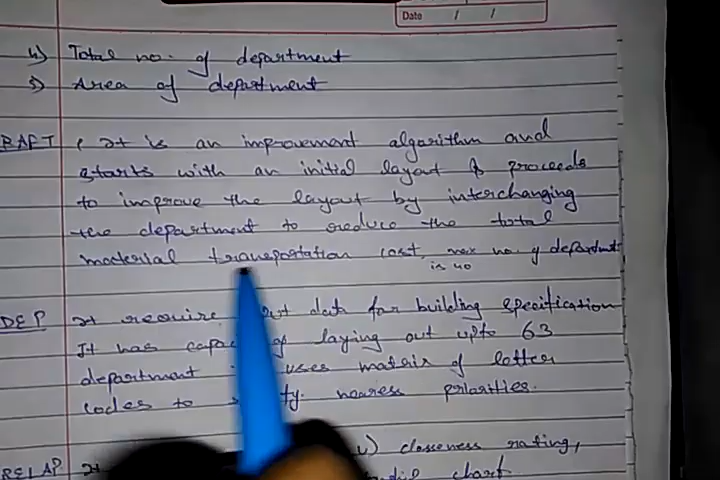 Date / /
4) Total no. of department
5) Area of department
RAFT ( It is an improvement algorithm and
starts with an initial layout & proceeds
to improve the layout by interchanging
the department to reduce the total
material transportation cost, max no. of department
is 40
DEP It require data for building specification
It has of laying out upto 63
department uses matrix of letter
codes to nearess priorities.
RELAP It closeness rating,
chart